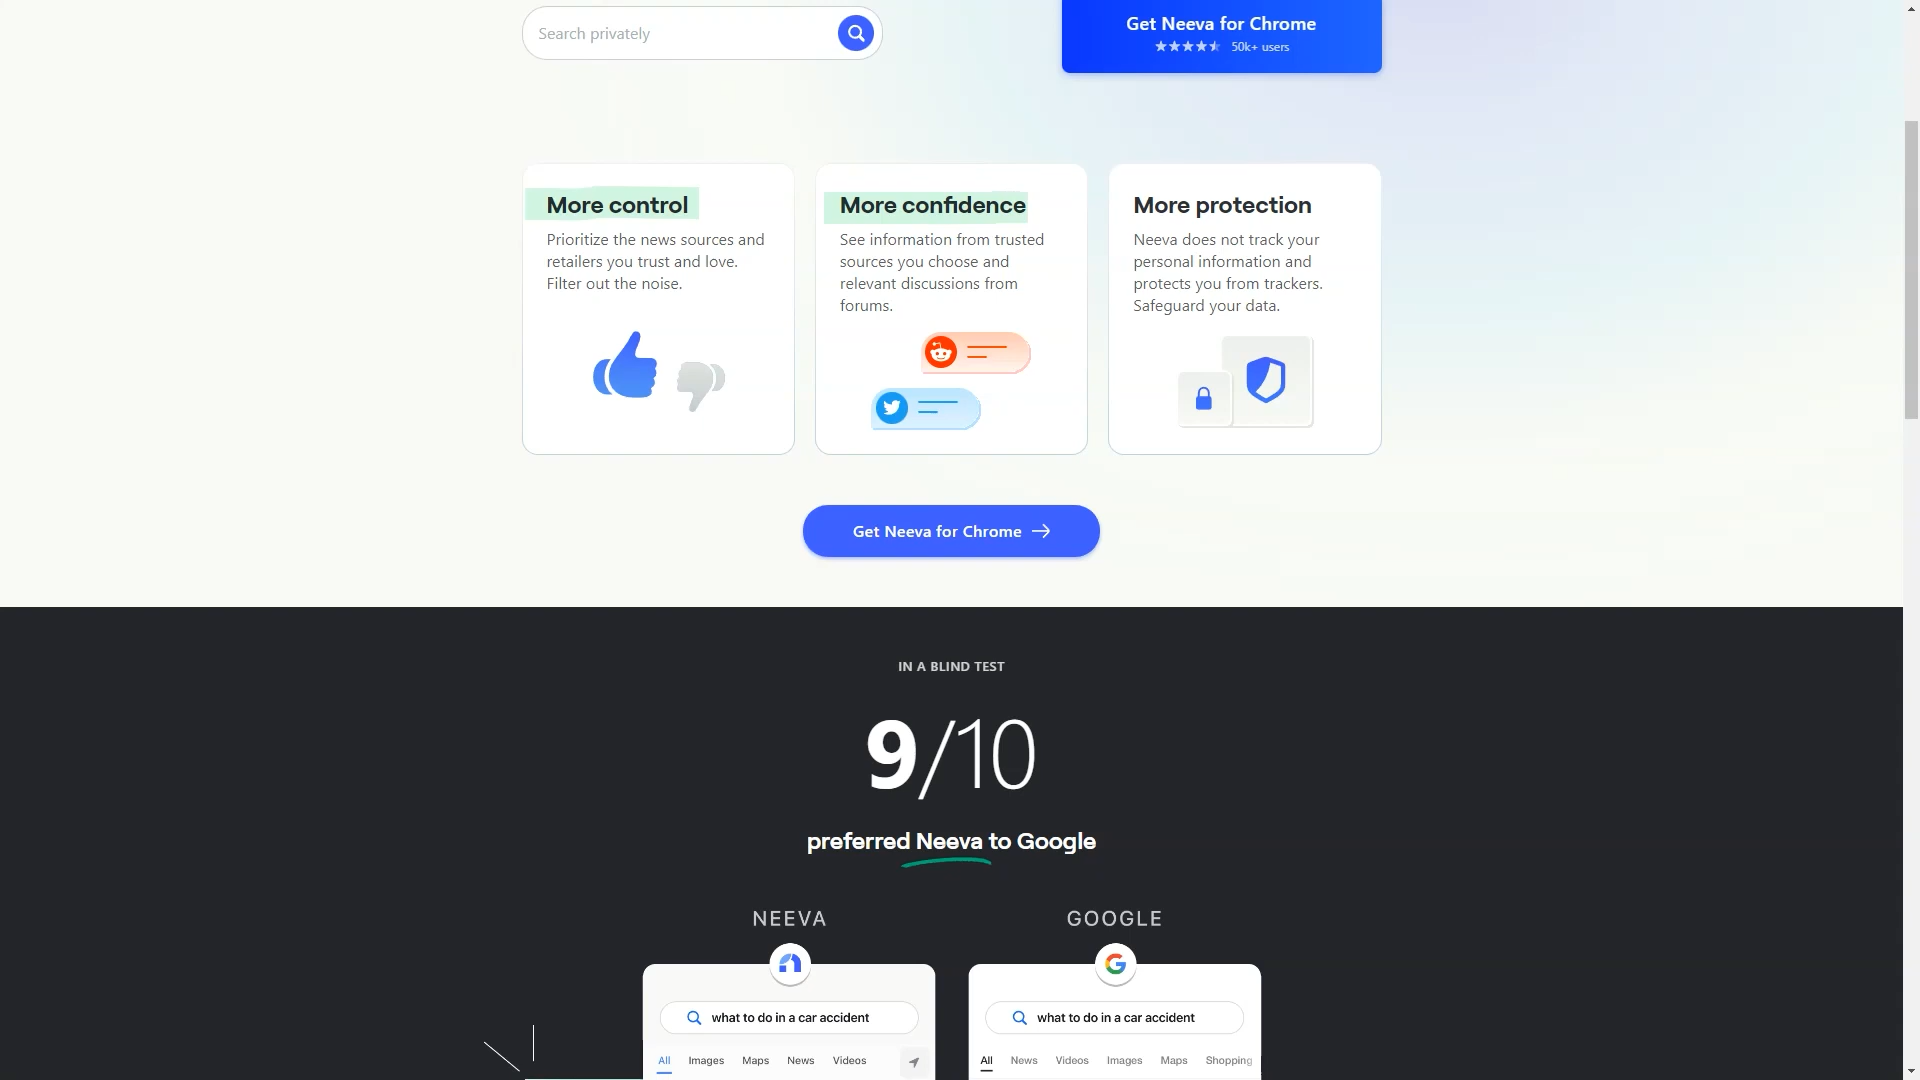 Search privately
Get Neeva for Chrome
50k+ users
More control
Prioritize the news sources and
retailers you trust and love.
Filter out the noise.
More confidence
See information from trusted
sources you choose and
relevant discussions from
forums.
More protection
Neeva does not track your
personal information and
protects you from trackers.
Safeguard your data.
Get Neeva for Chrome
IN A BLIND TEST
9/10
preferred Neeva to Google
NEEVA
what to do in a car accident
All Images Maps News Videos
GOOGLE
what to do in a car accident
All News Videos Images Maps Shopping